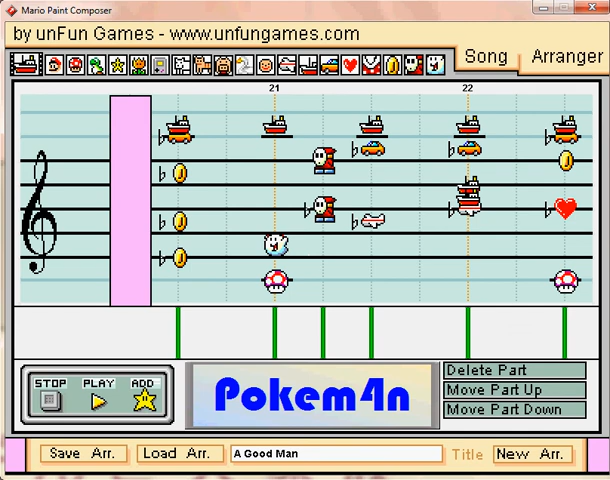 Mario Paint Composer
by unFun Games - www.unfungames.com
Song
Arranger
21
22
STOP
PLAY
ADD
Pokem4n
Delete Part
Move Part Up
Move Part Down
Save Arr.
Load Arr.
A Good Man
Title
New Arr.